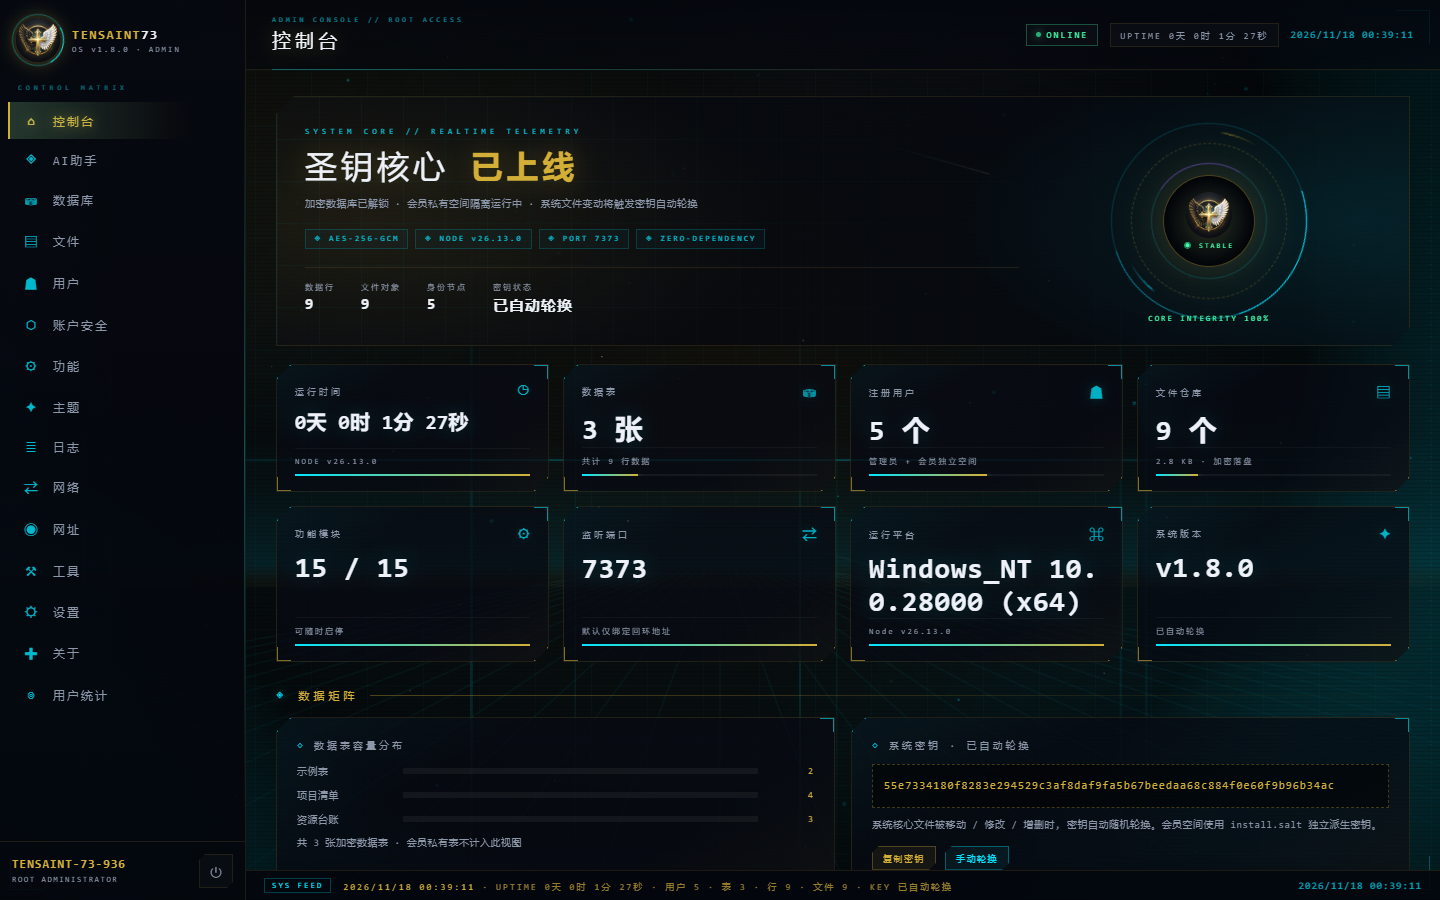 TENSAINT73
OS v1.8.0 · ADMIN
CONTROL MATRIX
控制台
AI助手
数据库
文件
用户
账户安全
功能
主题
日志
网络
网址
工具
设置
关于
用户统计
TENSAINT-73-936
ROOT ADMINISTRATOR
ADMIN CONSOLE // ROOT ACCESS
控制台
ONLINE
UPTIME 0天 0时 1分 27秒
2026/11/18 00:39:11
SYSTEM CORE // REALTIME TELEMETRY
圣钥核心 已上线
加密数据库已解锁 · 会员私有空间隔离运行中 · 系统文件变动将触发密钥自动轮换
AES-256-GCM
NODE v26.13.0
PORT 7373
ZERO-DEPENDENCY
数据行
9
文件对象
9
身份节点
5
密钥状态
已自动轮换
STABLE
CORE INTEGRITY 100%
运行时间
0天 0时 1分 27秒
NODE v26.13.0
数据表
3 张
共计 9 行数据
注册用户
5 个
管理员 + 会员独立空间
文件仓库
9 个
2.8 KB · 加密落盘
功能模块
15 / 15
可随时启停
监听端口
7373
默认仅绑定回环地址
运行平台
Windows_NT 10.
0.28000 (x64)
Node v26.13.0
系统版本
v1.8.0
已自动轮换
数据矩阵
数据表容量分布
示例表 2
项目清单 4
资源台账 3
共 3 张加密数据表 · 会员私有表不计入此视图
系统密钥 · 已自动轮换
55e7334180f8283e294529c3af8daf9fa5b67beedaa68c884f0e60f9b96b34ac
系统核心文件被移动 / 修改 / 增删时, 密钥自动随机轮换。会员空间使用 install.salt 独立派生密钥。
复制密钥
手动轮换
SYS FEED
2026/11/18 00:39:11 · UPTIME 0天 0时 1分 27秒 · 用户 5 · 表 3 · 行 9 · 文件 9 · KEY 已自动轮换
2026/11/18 00:39:11